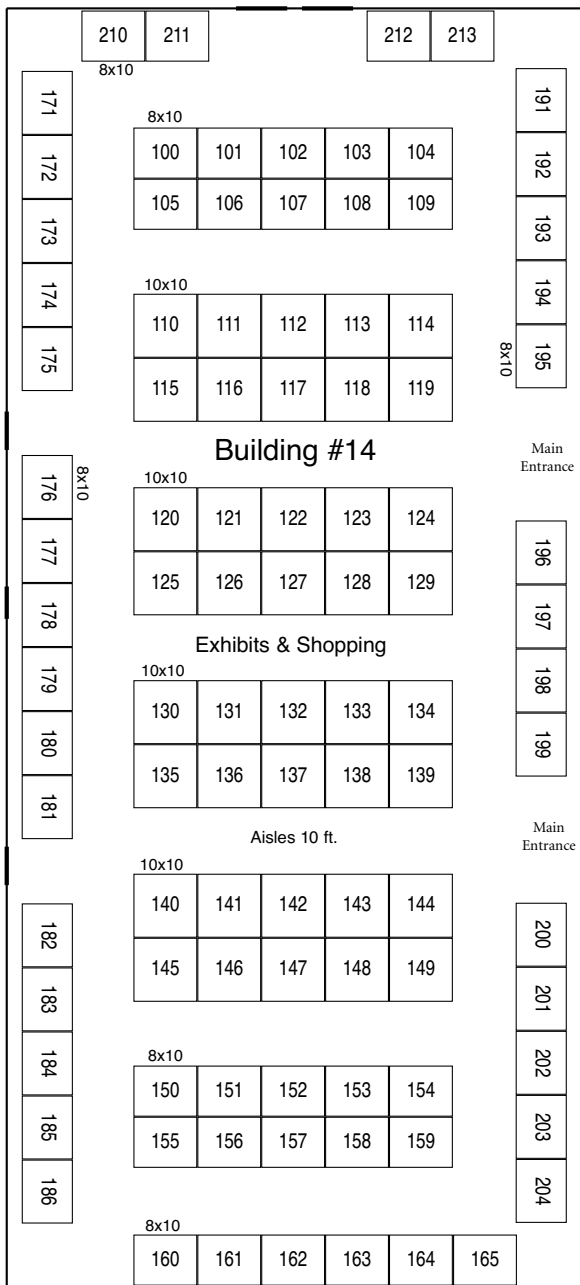 210 211 212 213
8x10
171
172
173
174
175
8x10
100 101 102 103 104
105 106 107 108 109
191
192
193
194
195
8x10
10x10
110 111 112 113 114
115 116 117 118 119
Building #14
Main
Entrance
176
8x10
177
178
179
180
181
10x10
120 121 122 123 124
125 126 127 128 129
196
197
198
199
Exhibits & Shopping
10x10
130 131 132 133 134
135 136 137 138 139
Aisles 10 ft.
Main
Entrance
10x10
140 141 142 143 144
145 146 147 148 149
182
183
184
185
186
200
201
202
203
204
8x10
150 151 152 153 154
155 156 157 158 159
8x10
160 161 162 163 164 165